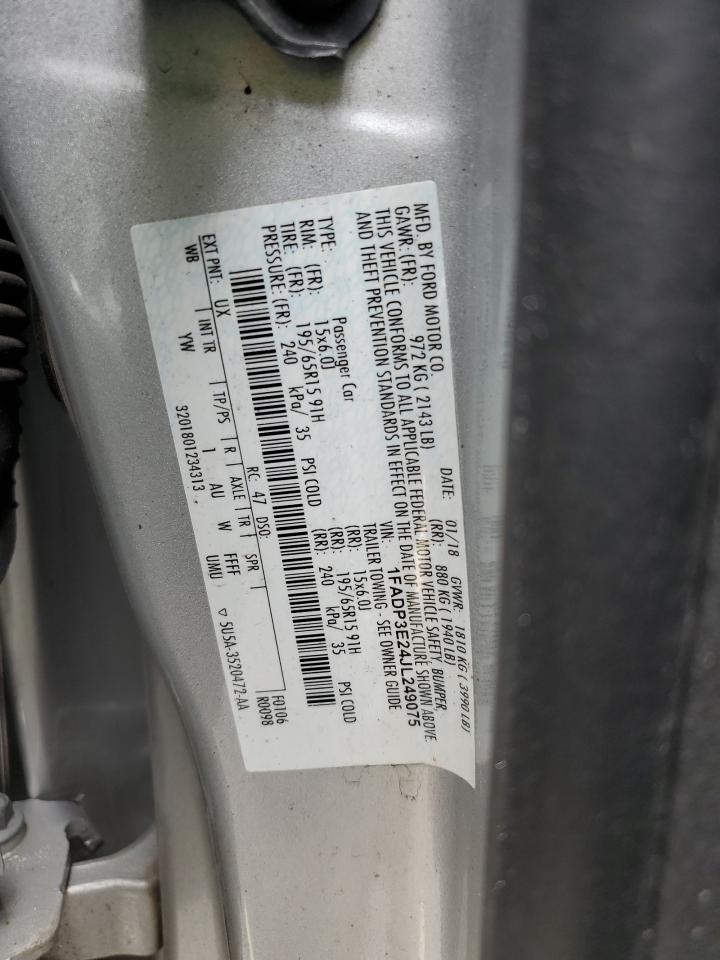 MFD. BY FORD MOTOR CO.
DATE: 01/18 GVWR: 1810 KG ( 3990 LB)
GAWR: (FR): 972 KG ( 2143 LB) (RR): 880 KG ( 1940 LB)
THIS VEHICLE CONFORMS TO ALL APPLICABLE FEDERAL MOTOR VEHICLE SAFETY, BUMPER,
AND THEFT PREVENTION STANDARDS IN EFFECT ON THE DATE OF MANUFACTURE SHOWN ABOVE
VIN: 1FADP3E24JL249075
TYPE: Passenger Car TRAILER TOWING - SEE OWNER GUIDE
RIM: (FR): 15x6.0J (RR): 15x6.0J
TIRE: (FR): 195/65R15 91H (RR): 195/65R15 91H
PRESSURE: (FR): 240 kPa/ 35 PSI COLD (RR): 240 kPa/ 35 PSI COLD
RC: 47 DSO: F0106
R0098
EXT PNT: UX INT TR TP/PS R AXLE TR SPR
WB YW 1 AU W FFFF
UMU ▽ 5U5A-3520472-AA
3201801234313